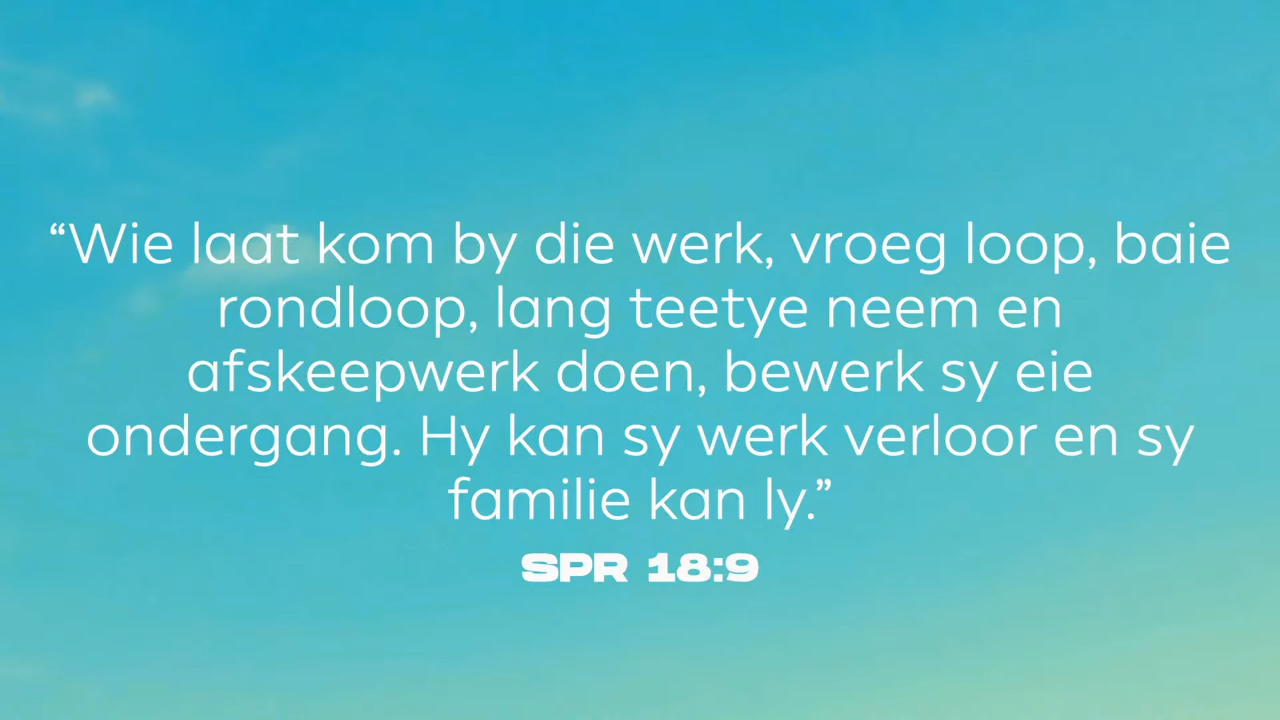 “Wie laat kom by die werk, vroeg loop, baie
rondloop, lang teetye neem en
afskeepwerk doen, bewerk sy eie
ondergang. Hy kan sy werk verloor en sy
familie kan ly.”
SPR 18:9